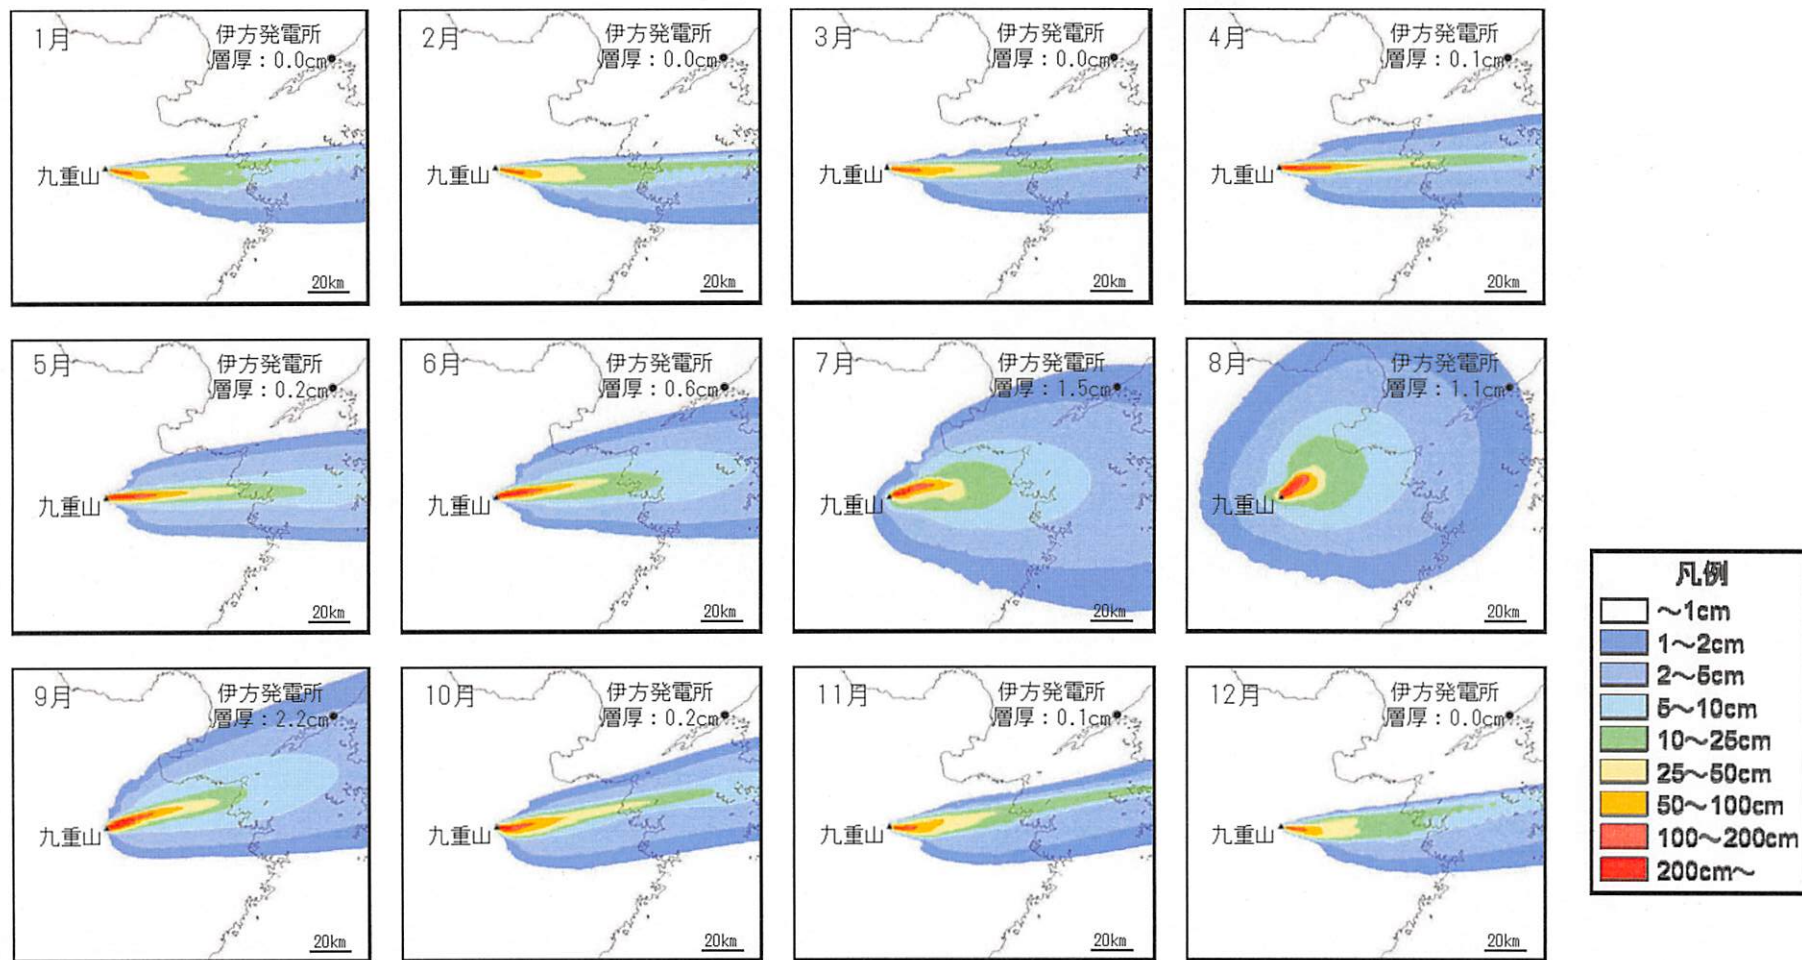 1月
伊方発電所
層厚:0.0cm
九重山
20km
2月
伊方発電所
層厚:0.0cm
九重山
20km
3月
伊方発電所
層厚:0.0cm
九重山
20km
4月
伊方発電所
層厚:0.1cm
九重山
20km
5月
伊方発電所
層厚:0.2cm
九重山
20km
6月
伊方発電所
層厚:0.6cm
九重山
20km
7月
伊方発電所
層厚:1.5cm
九重山
20km
8月
伊方発電所
層厚:1.1cm
九重山
20km
9月
伊方発電所
層厚:2.2cm
九重山
20km
10月
伊方発電所
層厚:0.2cm
九重山
20km
11月
伊方発電所
層厚:0.1cm
九重山
20km
12月
伊方発電所
層厚:0.0cm
九重山
20km
凡例
～1cm
1～2cm
2～5cm
5～10cm
10～25cm
25～50cm
50～100cm
100～200cm
200cm～